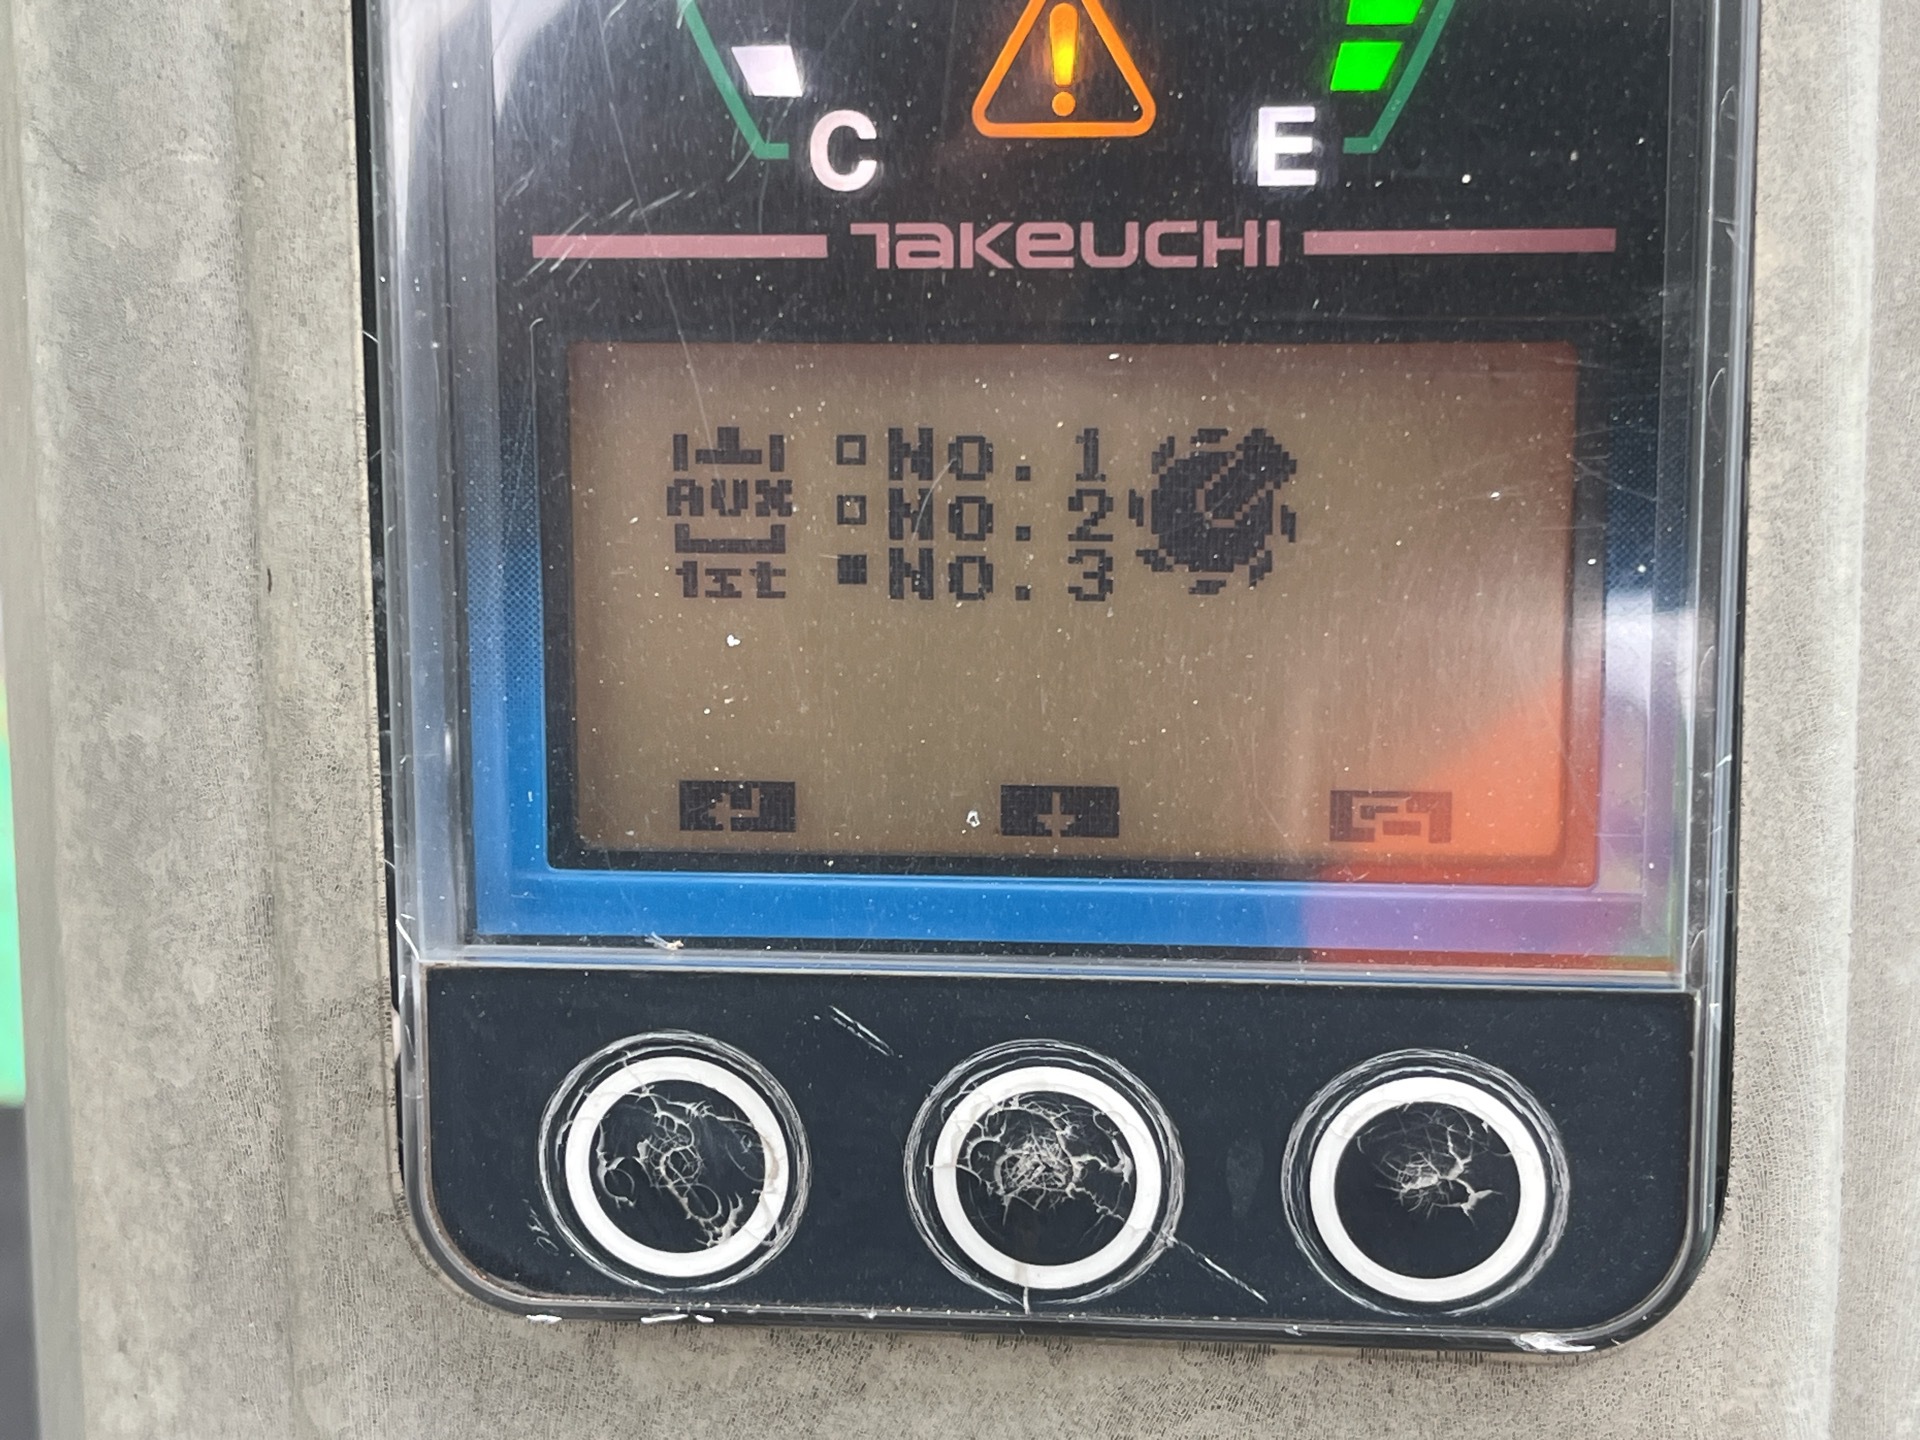 C E
TAKEUCHI
No. 1
AUX No. 2
1st No. 3